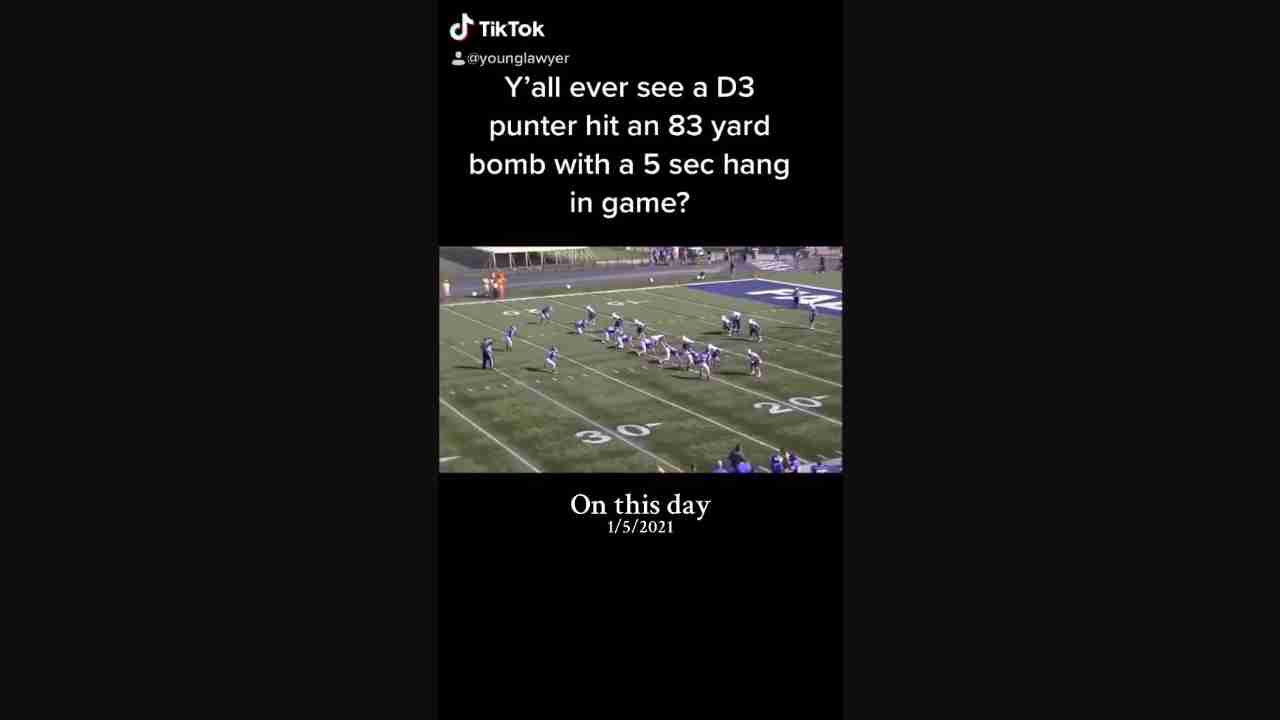 TikTok
@younglawyer
Y'all ever see a D3
punter hit an 83 yard
bomb with a 5 sec hang
in game?
20
30
On this day
1/5/2021